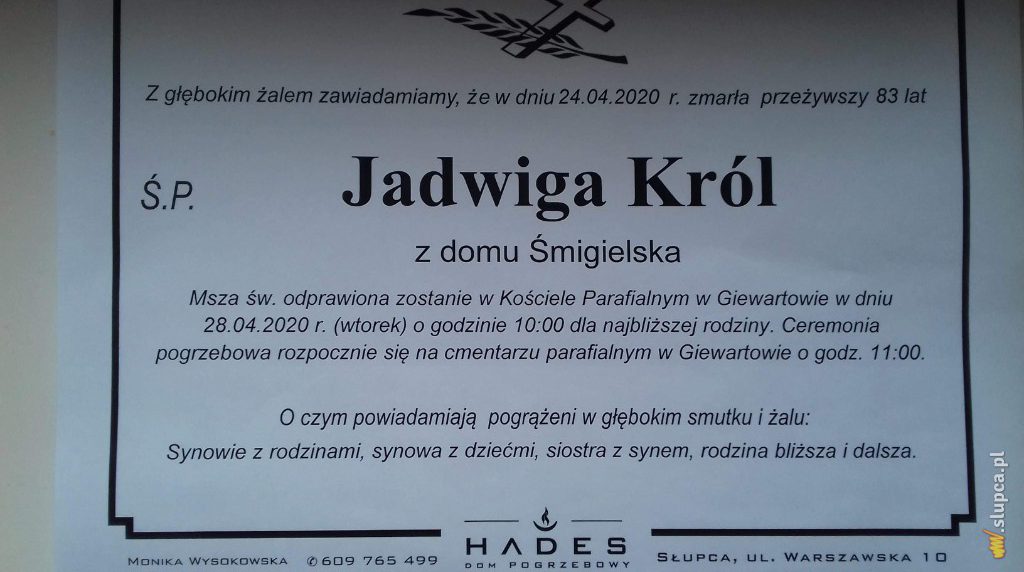 Z głębokim żalem zawiadamiamy, że w dniu 24.04.2020 r. zmarła przeżywszy 83 lat
Ś.P. Jadwiga Król
z domu Śmigielska
Msza św. odprawiona zostanie w Kościele Parafialnym w Giewartowie w dniu
28.04.2020 r. (wtorek) o godzinie 10:00 dla najbliższej rodziny. Ceremonia
pogrzebowa rozpocznie się na cmentarzu parafialnym w Giewartowie o godz. 11:00.
O czym powiadamiają pogrążeni w głębokim smutku i żalu:
Synowie z rodzinami, synowa z dziećmi, siostra z synem, rodzina bliższa i dalsza.
HADES
DOM POGRZEBOWY
MONIKA WYSOKOWSKA ✆609 765 499
SŁUPCA, UL. WARSZAWSKA 10
www.slupca.pl